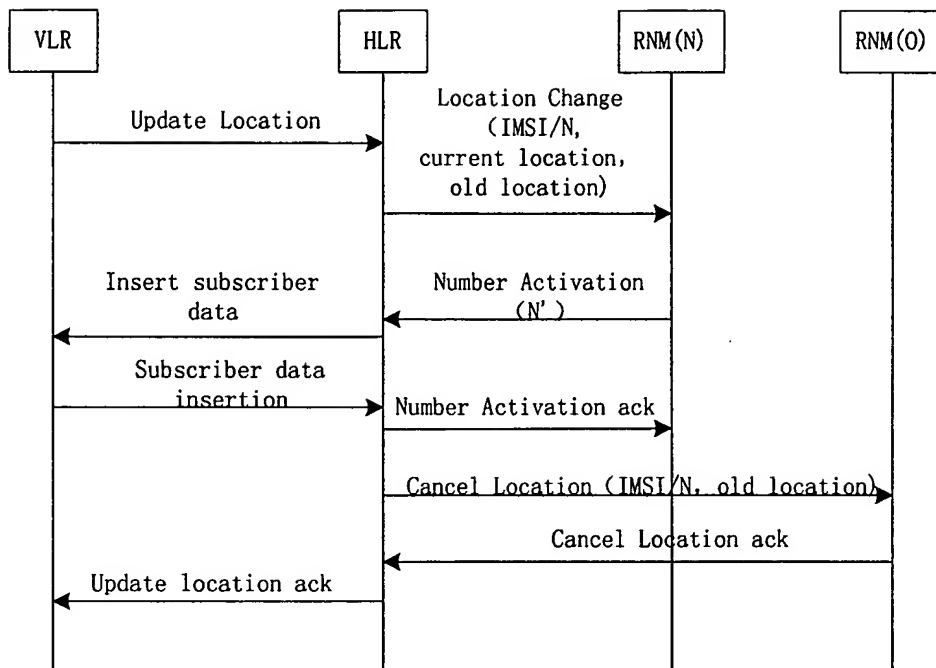 VLR
HLR
RNM(N)
RNM(O)
Update Location
Location Change
(IMSI/N,
current location,
old location)
Insert subscriber
data
Number Activation
(N')
Subscriber data
insertion
Number Activation ack
Cancel Location (IMSI/N, old location)
Cancel Location ack
Update location ack